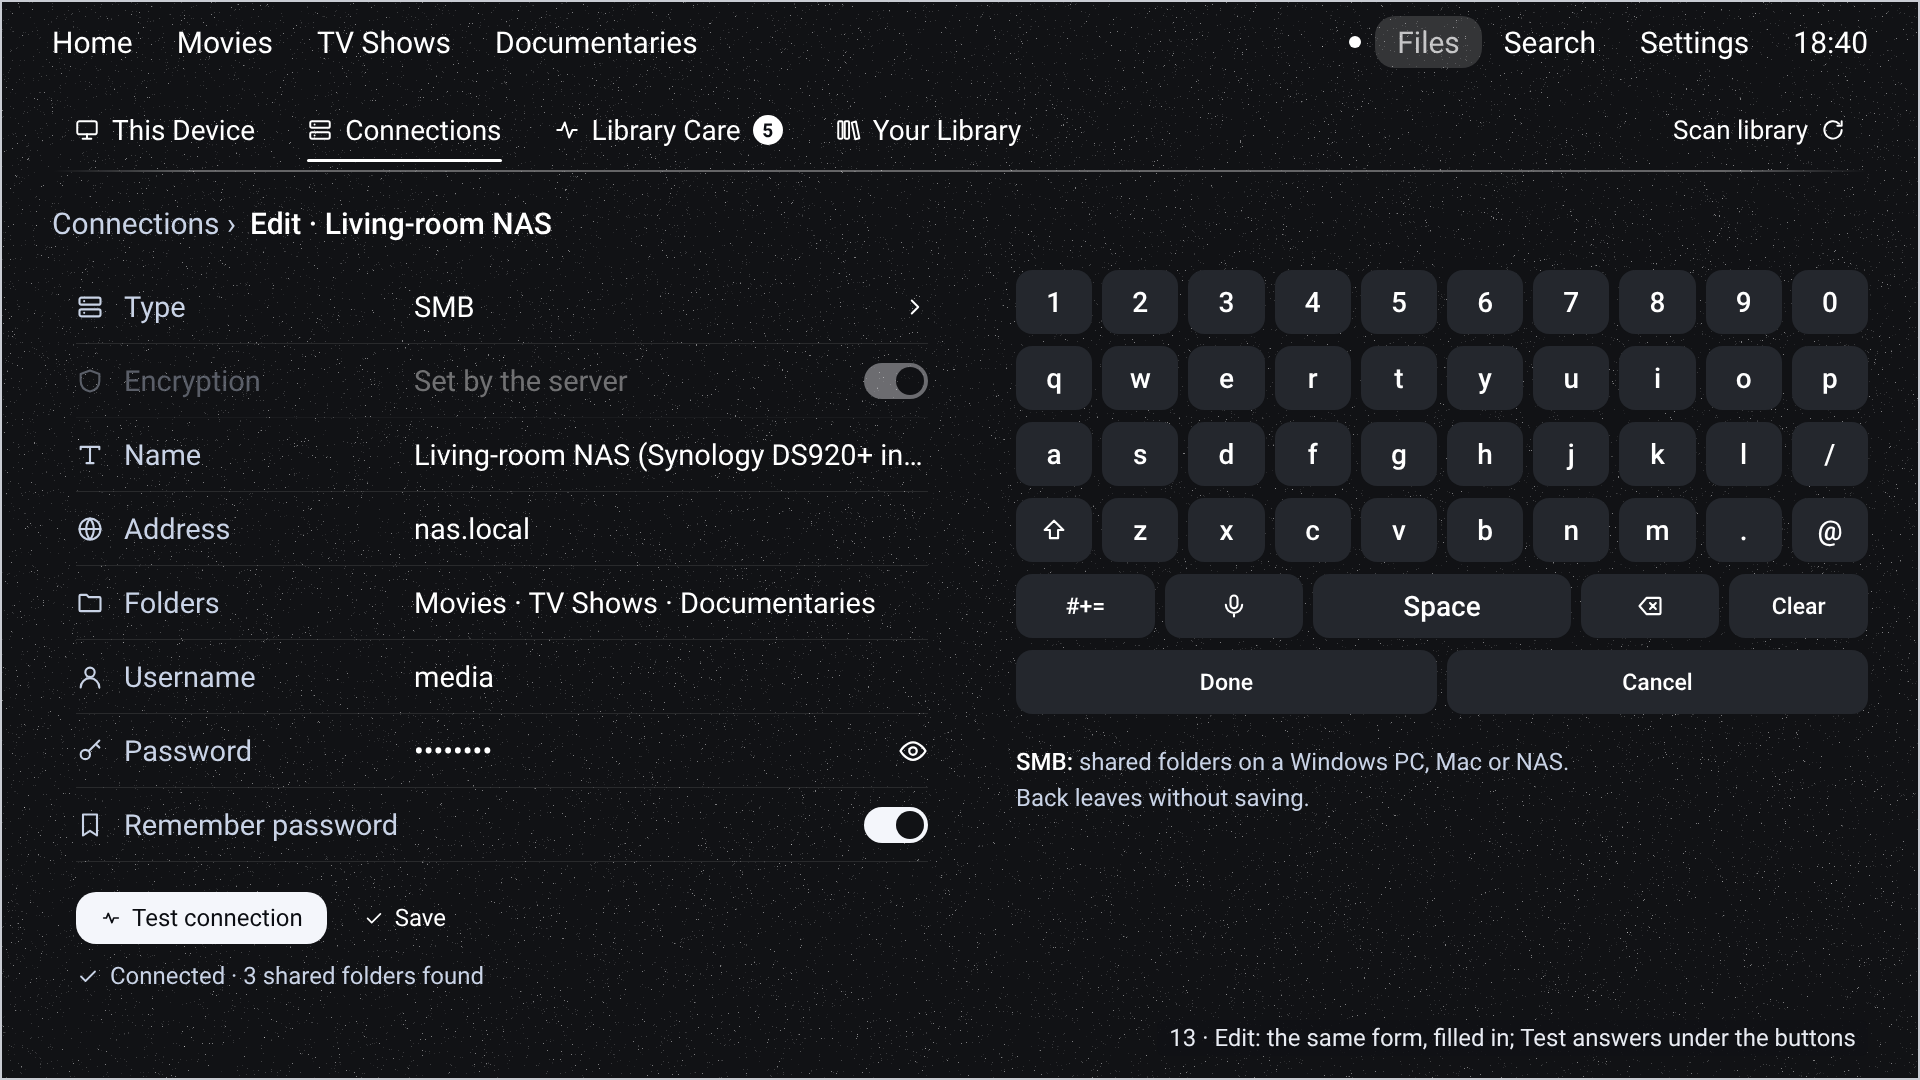 Home Movies TV Shows Documentaries Files Search Settings 18:40
This Device Connections Library Care 5 Your Library Scan library
Connections › Edit · Living-room NAS
Type SMB
Encryption Set by the server
Name Living-room NAS (Synology DS920+ in…
Address nas.local
Folders Movies · TV Shows · Documentaries
Username media
Password ••••••••
Remember password
Test connection Save
Connected · 3 shared folders found
1 2 3 4 5 6 7 8 9 0
q w e r t y u i o p
a s d f g h j k l /
z x c v b n m . @
#+= Space Clear
Done Cancel
SMB: shared folders on a Windows PC, Mac or NAS.
Back leaves without saving.
13 · Edit: the same form, filled in; Test answers under the buttons